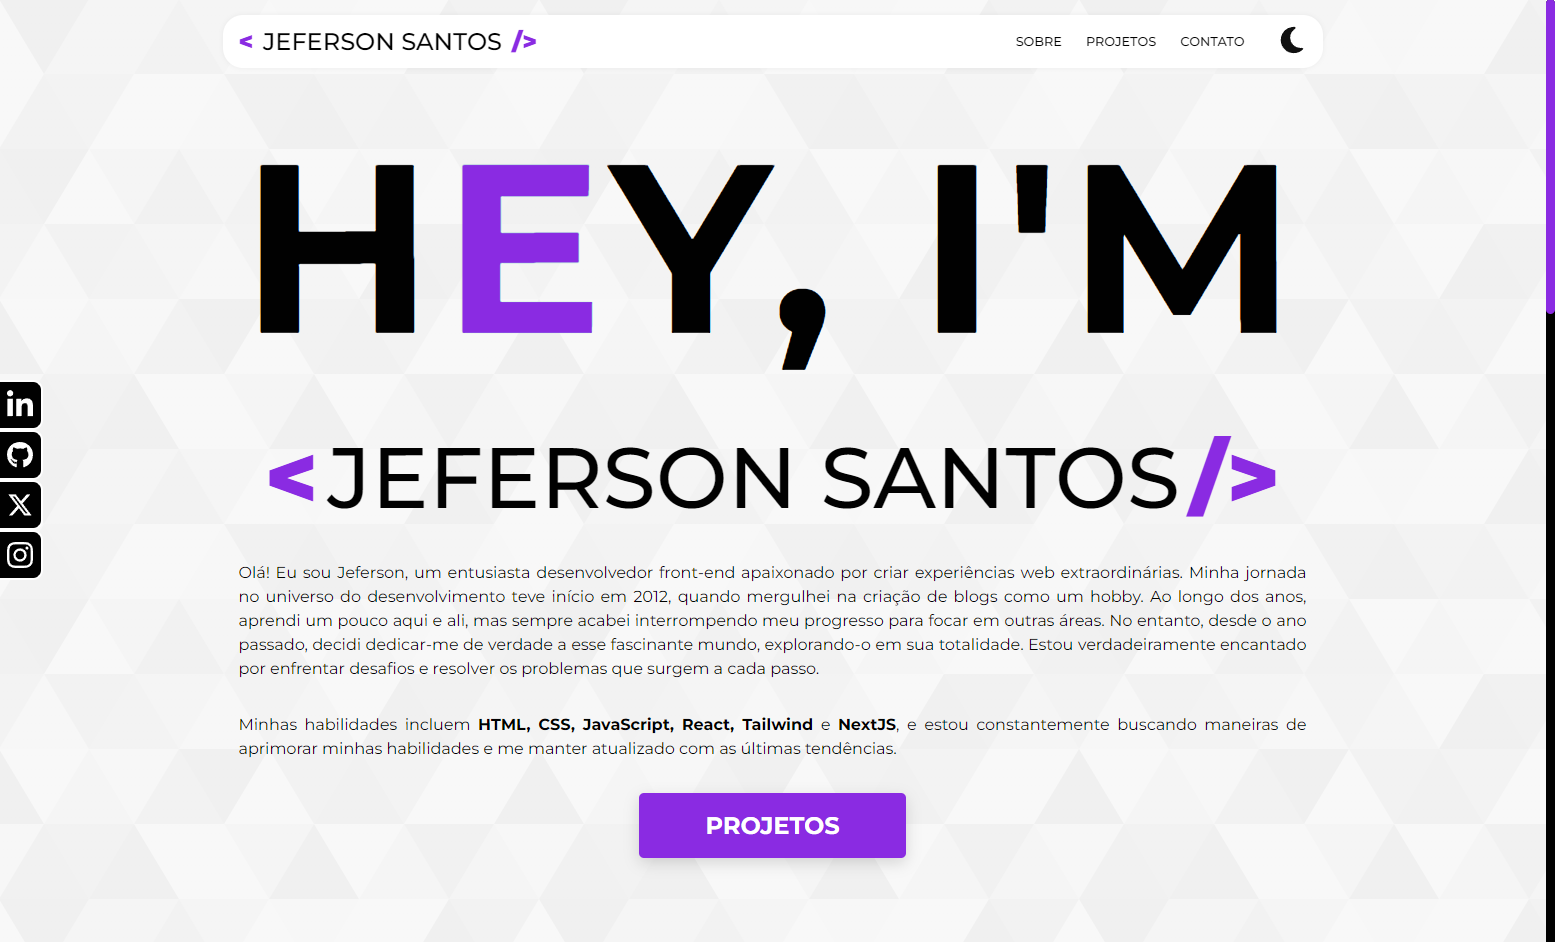 < JEFERSON SANTOS />
SOBRE PROJETOS CONTATO
HEY, I'M
<JEFERSON SANTOS/>
Olá! Eu sou Jeferson, um entusiasta desenvolvedor front-end apaixonado por criar experiências web extraordinárias. Minha jornada
no universo do desenvolvimento teve início em 2012, quando mergulhei na criação de blogs como um hobby. Ao longo dos anos,
aprendi um pouco aqui e ali, mas sempre acabei interrompendo meu progresso para focar em outras áreas. No entanto, desde o ano
passado, decidi dedicar-me de verdade a esse fascinante mundo, explorando-o em sua totalidade. Estou verdadeiramente encantado
por enfrentar desafios e resolver os problemas que surgem a cada passo.
Minhas habilidades incluem HTML, CSS, JavaScript, React, Tailwind e NextJS, e estou constantemente buscando maneiras de
aprimorar minhas habilidades e me manter atualizado com as últimas tendências.
PROJETOS